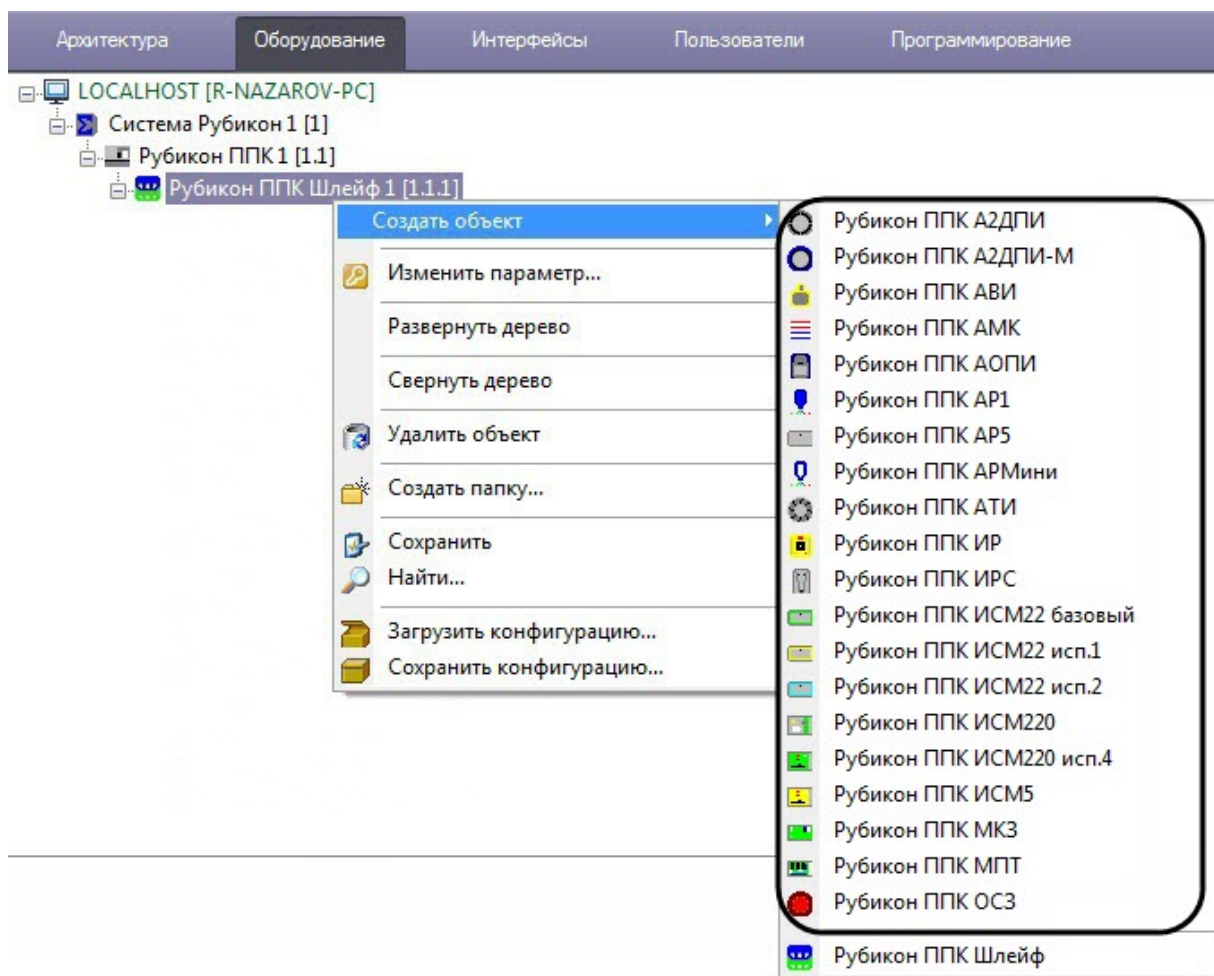 Архитектура Оборудование Интерфейсы Пользователи Программирование
LOCALHOST [R-NAZAROV-PC]
Система Рубикон 1 [1]
Рубикон ППК 1 [1.1]
Рубикон ППК Шлейф 1 [1.1.1]
Создать объект
Изменить параметр...
Развернуть дерево
Свернуть дерево
Удалить объект
Создать папку...
Сохранить
Найти...
Загрузить конфигурацию...
Сохранить конфигурацию...
Рубикон ППК А2ДПИ
Рубикон ППК А2ДПИ-М
Рубикон ППК АВИ
Рубикон ППК АМК
Рубикон ППК АОПИ
Рубикон ППК АР1
Рубикон ППК АР5
Рубикон ППК АРМини
Рубикон ППК АТИ
Рубикон ППК ИР
Рубикон ППК ИРС
Рубикон ППК ИСМ22 базовый
Рубикон ППК ИСМ22 исп.1
Рубикон ППК ИСМ22 исп.2
Рубикон ППК ИСМ220
Рубикон ППК ИСМ220 исп.4
Рубикон ППК ИСМ5
Рубикон ППК МКЗ
Рубикон ППК МПТ
Рубикон ППК ОСЗ
Рубикон ППК Шлейф